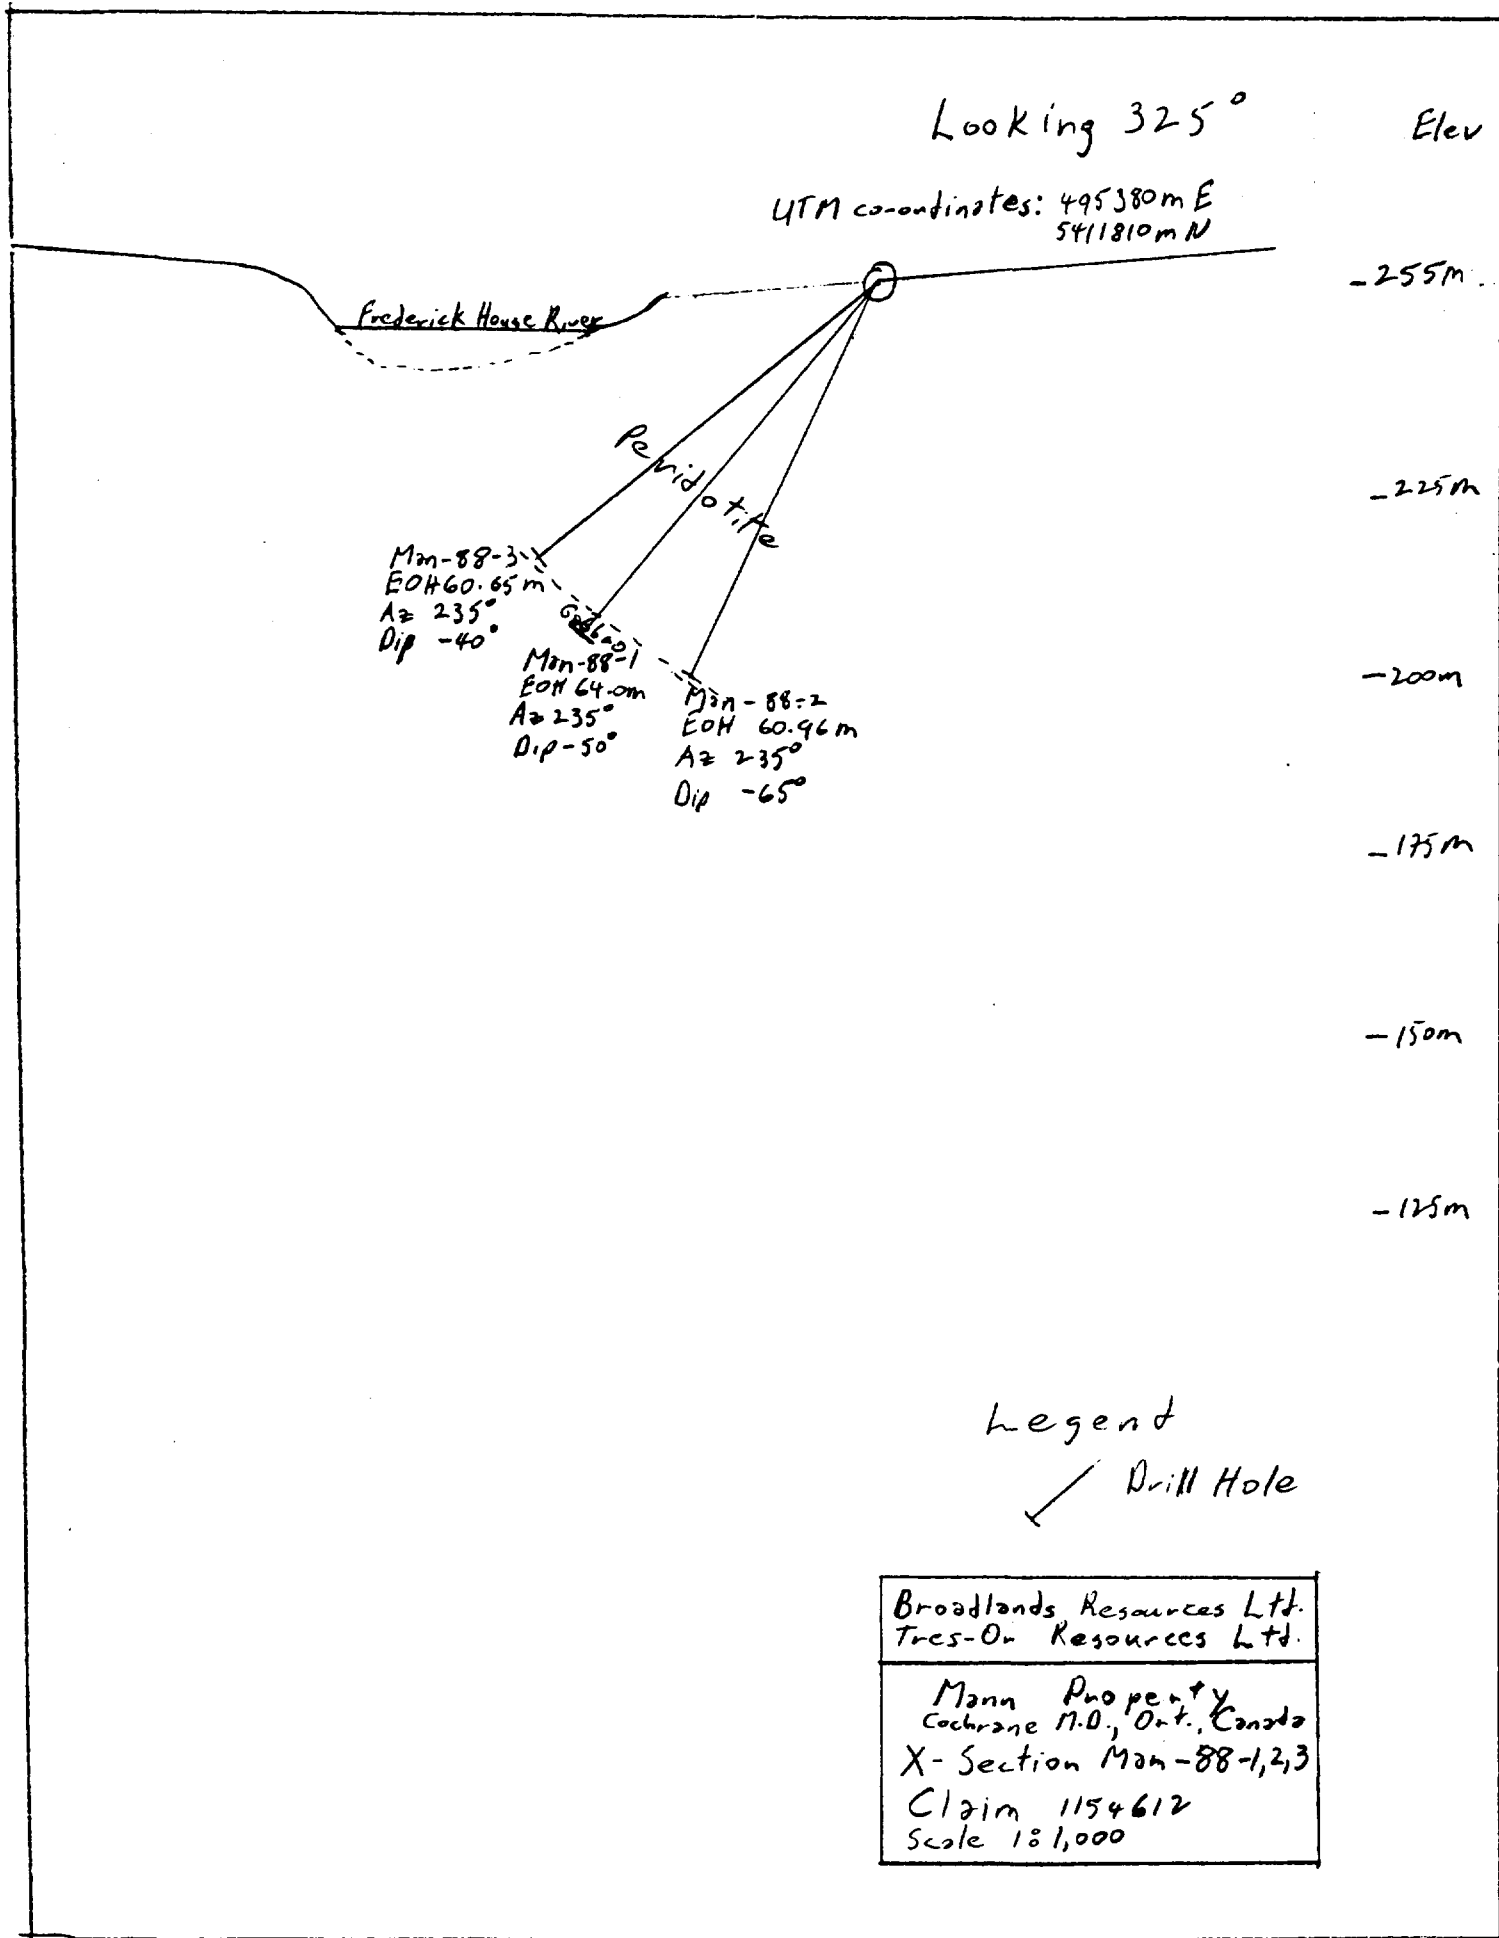 Looking 325°
Elev
UTM co-ordinates: 495380m E
5411810m N
-255m
Frederick House River
Peridotite
-225m
Man-88-3
EOH 60.65 m
Az 235°
Dip -40°
Gabbro
Man-88-1
EOH 64.0m
Az 235°
Dip -50°
Man-88-2
EOH 60.96 m
Az 235°
Dip -65°
-200m
-175m
-150m
-125m
Legend
Drill Hole
Broadlands Resources Ltd.
Tres-Or Resources Ltd.
Mann Property
Cochrane M.D., Ont., Canada
X-Section Man-88-1,2,3
Claim 1154612
Scale 1:1,000